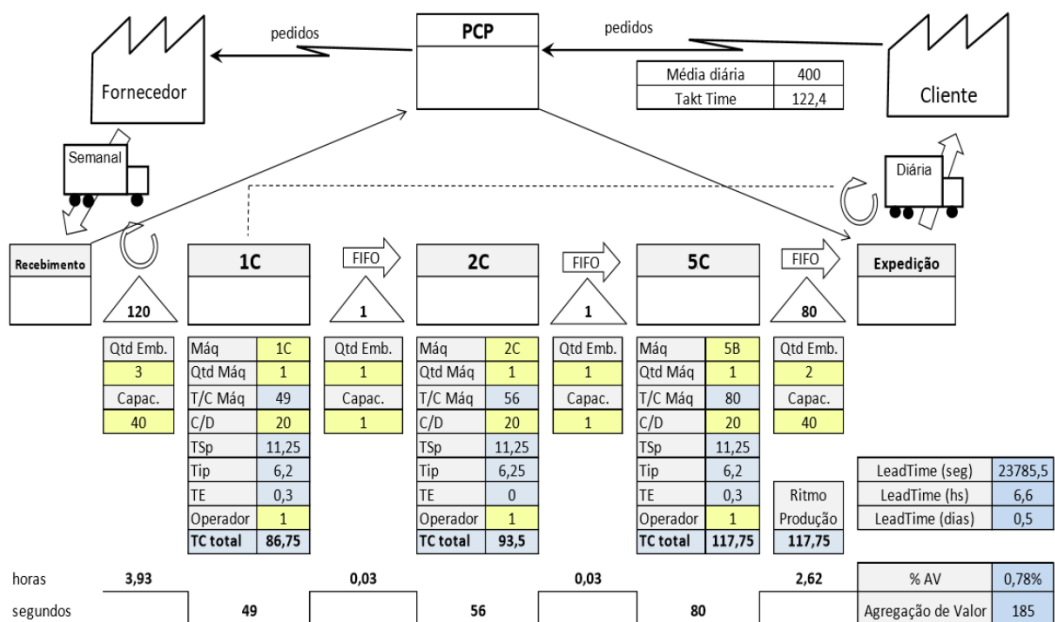 pedidos
PCP
pedidos
Fornecedor
Média diária 400
Takt Time 122,4
Cliente
Semanal
Diária
Recebimento
1C
FIFO
2C
FIFO
5C
FIFO
Expedição
120
1
1
80
Qtd Emb. Máq 1C Qtd Emb. Máq 2C Qtd Emb. Máq 5B Qtd Emb.
3 Qtd Máq 1 1 Qtd Máq 1 1 Qtd Máq 1 2
Capac. T/C Máq 49 Capac. T/C Máq 56 Capac. T/C Máq 80 Capac.
40 C/D 20 1 C/D 20 1 C/D 20 40
TSp 11,25 TSp 11,25 TSp 11,25
Tip 6,2 Tip 6,25 Tip 6,2 LeadTime (seg) 23785,5
TE 0,3 TE 0 TE 0,3 Ritmo LeadTime (hs) 6,6
Operador 1 Operador 1 Operador 1 Produção LeadTime (dias) 0,5
TC total 86,75 TC total 93,5 TC total 117,75 117,75
horas 3,93 0,03 0,03 2,62 % AV 0,78%
segundos 49 56 80 Agregação de Valor 185